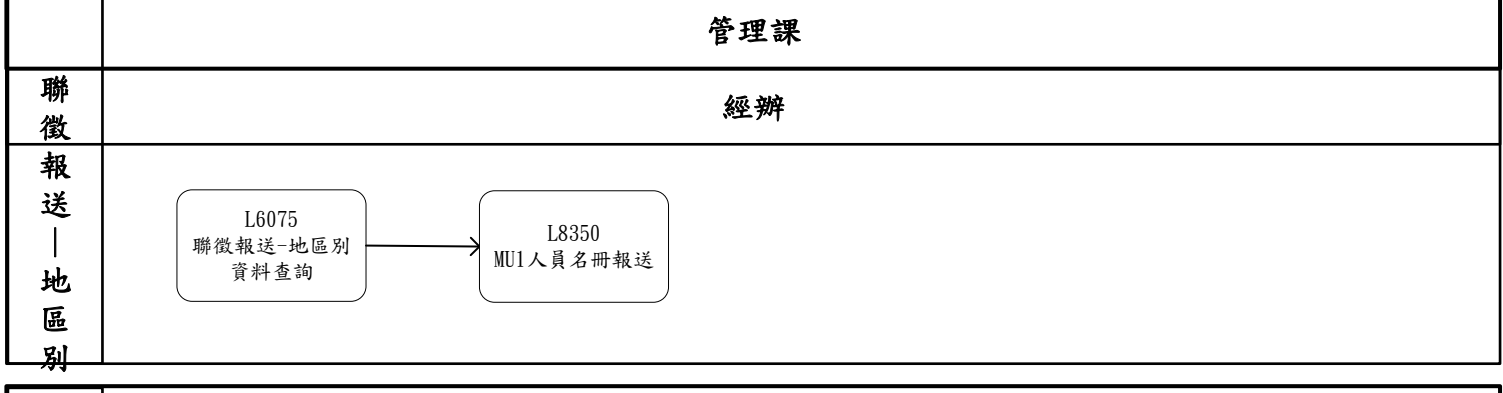 管理課
聯
徵
報
送
｜
地
區
別
經辦
L6075
聯徵報送-地區別
資料查詢
L8350
MU1人員名冊報送